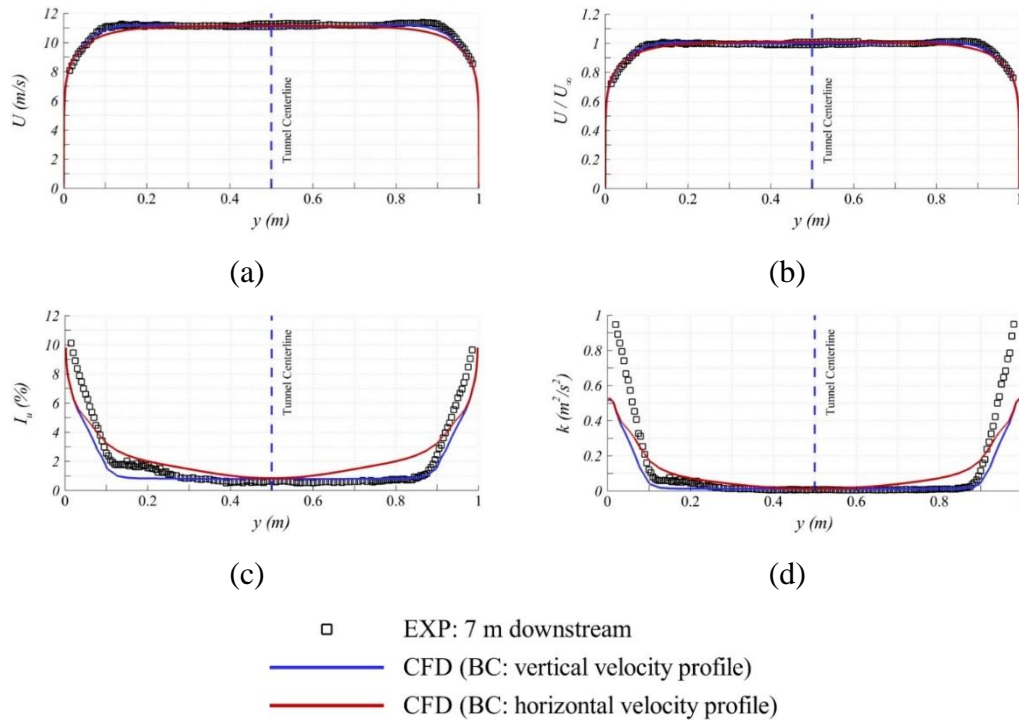 12
10
8
6
4
2
0
U (m/s)
Tunnel Centerline
0 0.2 0.4 0.6 0.8 1
y (m)
(a)
1.2
1
0.8
0.6
0.4
0.2
0
U / U∞
Tunnel Centerline
0 0.2 0.4 0.6 0.8 1
y (m)
(b)
12
10
8
6
4
2
0
Iu (%)
Tunnel Centerline
0 0.2 0.4 0.6 0.8 1
y (m)
(c)
1
0.8
0.6
0.4
0.2
0
k (m²/s²)
Tunnel Centerline
0 0.2 0.4 0.6 0.8 1
y (m)
(d)
EXP: 7 m downstream
CFD (BC: vertical velocity profile)
CFD (BC: horizontal velocity profile)